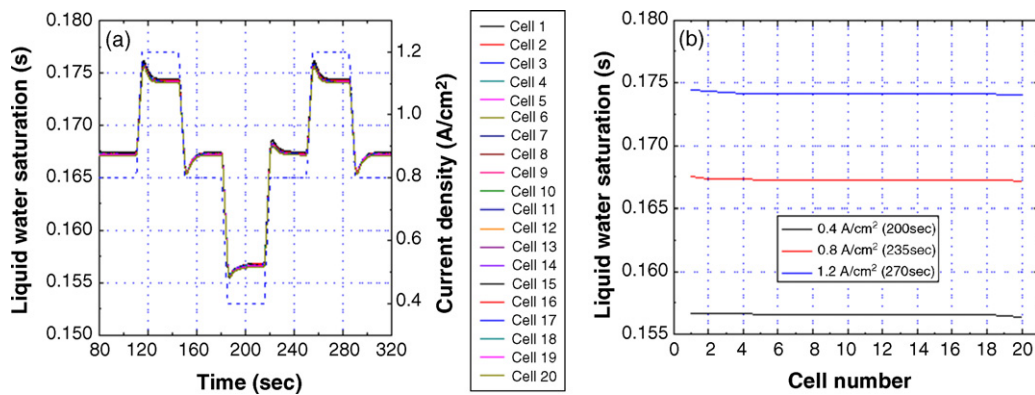 (a)
Liquid water saturation (s)
0.180
0.175
0.170
0.165
0.160
0.155
0.150
80 120 160 200 240 280 320
Time (sec)
1.2
1.0
0.8
0.6
0.4
Current density (A/cm²)
Cell 1
Cell 2
Cell 3
Cell 4
Cell 5
Cell 6
Cell 7
Cell 8
Cell 9
Cell 10
Cell 11
Cell 12
Cell 13
Cell 14
Cell 15
Cell 16
Cell 17
Cell 18
Cell 19
Cell 20
(b)
Liquid water saturation (s)
0.180
0.175
0.170
0.165
0.160
0.155
0.4 A/cm² (200sec)
0.8 A/cm² (235sec)
1.2 A/cm² (270sec)
0 2 4 6 8 10 12 14 16 18 20
Cell number